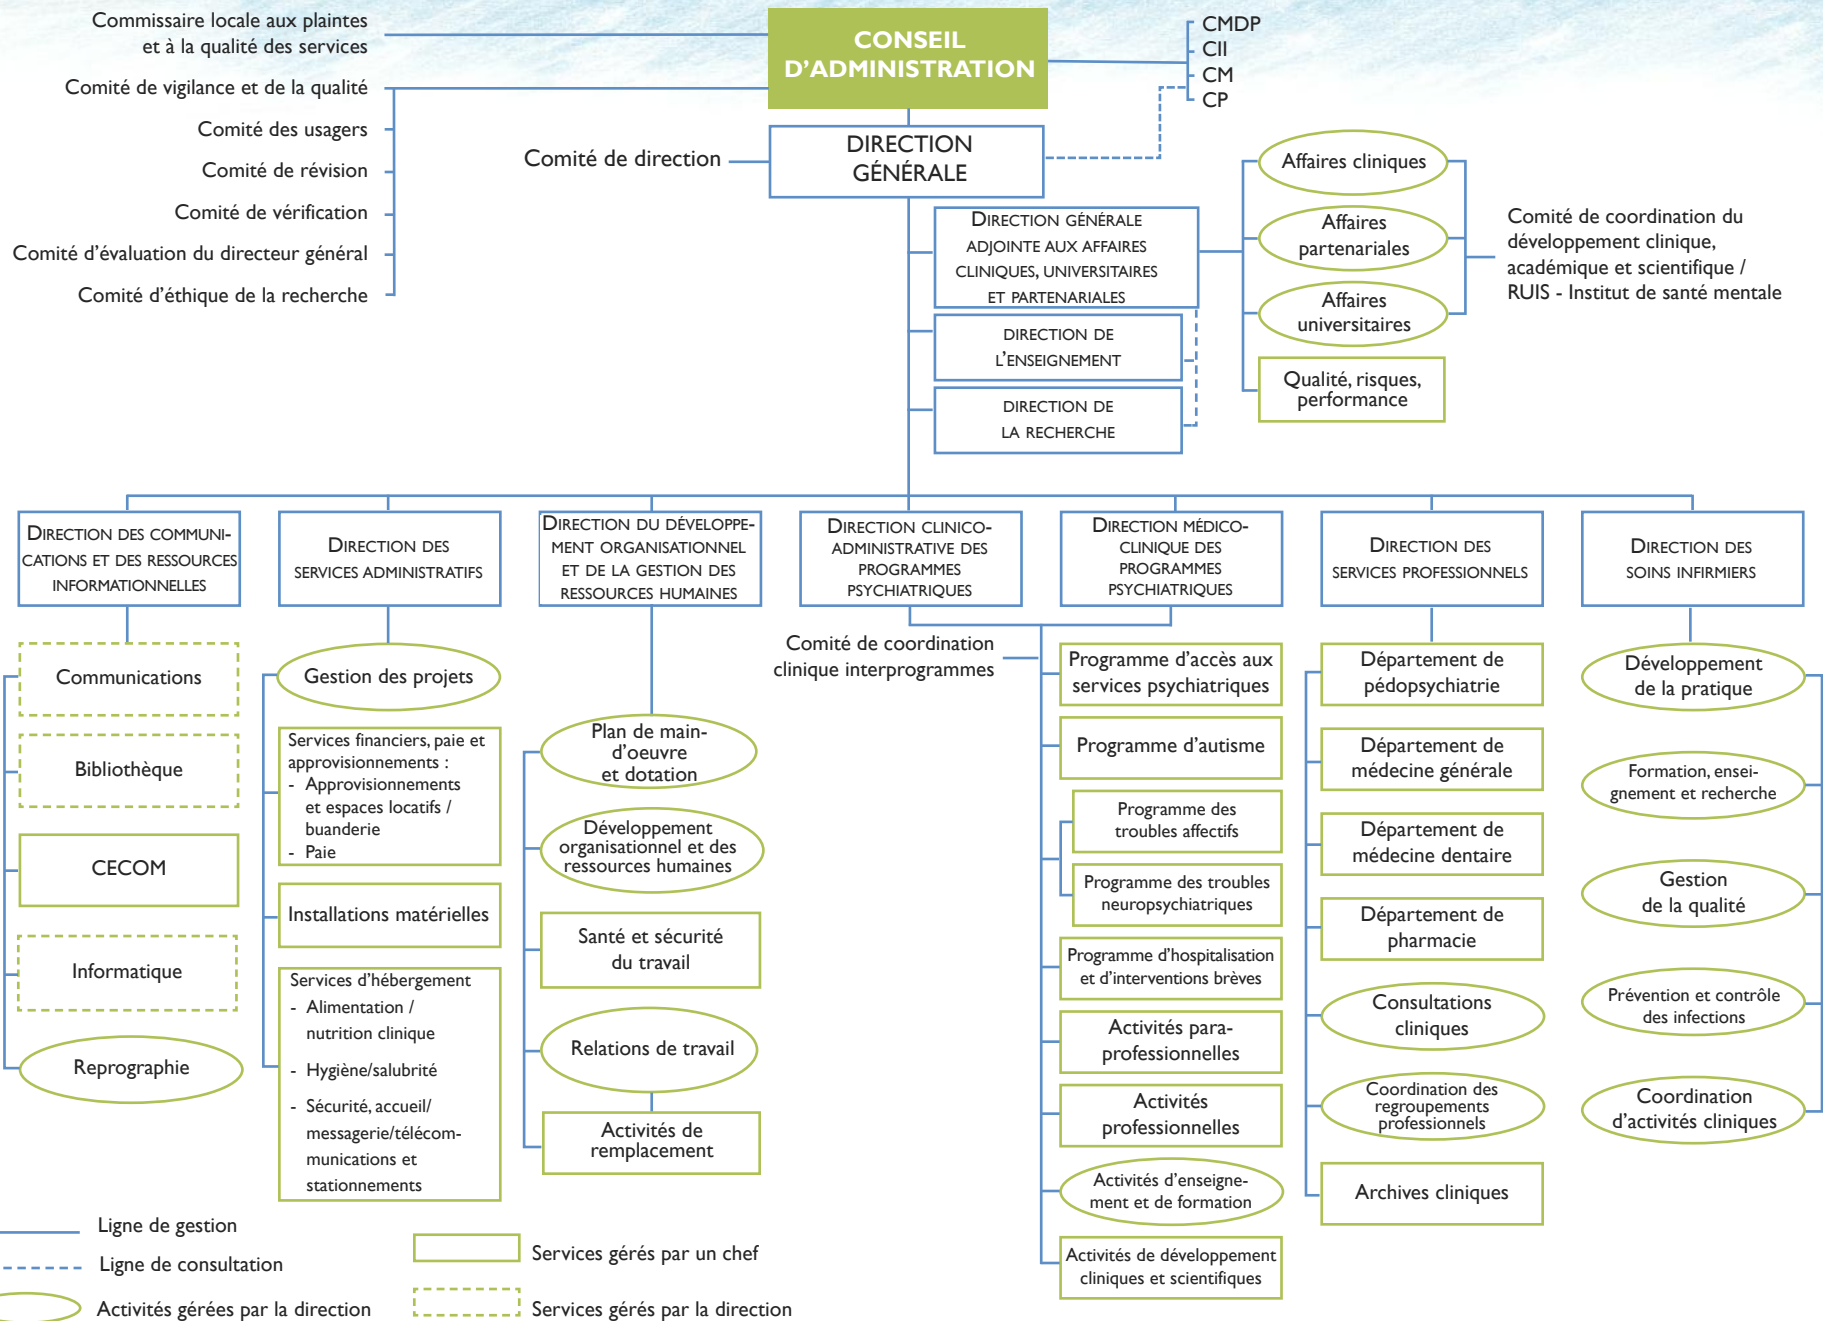 Commissaire locale aux plaintes
et à la qualité des services
Comité de vigilance et de la qualité
Comité des usagers
Comité de révision
Comité de vérification
Comité d'évaluation du directeur général
Comité d'éthique de la recherche
CONSEIL
D'ADMINISTRATION
CMDP
CII
CM
CP
Comité de direction
DIRECTION
GÉNÉRALE
DIRECTION GÉNÉRALE
ADJOINTE AUX AFFAIRES
CLINIQUES, UNIVERSITAIRES
ET PARTENARIALES
DIRECTION DE
L'ENSEIGNEMENT
DIRECTION DE
LA RECHERCHE
Affaires cliniques
Affaires
partenariales
Affaires
universitaires
Qualité, risques,
performance
Comité de coordination du
développement clinique,
académique et scientifique /
RUIS - Institut de santé mentale
DIRECTION DES COMMUNI-
CATIONS ET DES RESSOURCES
INFORMATIONNELLES
Communications
Bibliothèque
CECOM
Informatique
Reprographie
DIRECTION DES
SERVICES ADMINISTRATIFS
Gestion des projets
Services financiers, paie et
approvisionnements :
- Approvisionnements
et espaces locatifs /
buanderie
- Paie
Installations matérielles
Services d'hébergement
- Alimentation /
nutrition clinique
- Hygiène/salubrité
- Sécurité, accueil/
messagerie/télécom-
munications et
stationnements
DIRECTION DU DÉVELOPPE-
MENT ORGANISATIONNEL
ET DE LA GESTION DES
RESSOURCES HUMAINES
Plan de main-
d'oeuvre
et dotation
Développement
organisationnel et des
ressources humaines
Santé et sécurité
du travail
Relations de travail
Activités de
remplacement
DIRECTION CLINICO-
ADMINISTRATIVE DES
PROGRAMMES
PSYCHIATRIQUES
DIRECTION MÉDICO-
CLINIQUE DES
PROGRAMMES
PSYCHIATRIQUES
Comité de coordination
clinique interprogrammes
Programme d'accès aux
services psychiatriques
Programme d'autisme
Programme des
troubles affectifs
Programme des troubles
neuropsychiatriques
Programme d'hospitalisation
et d'interventions brèves
Activités para-
professionnelles
Activités
professionnelles
Activités d'enseigne-
ment et de formation
Activités de développement
cliniques et scientifiques
DIRECTION DES
SERVICES PROFESSIONNELS
Département de
pédopsychiatrie
Département de
médecine générale
Département de
médecine dentaire
Département de
pharmacie
Consultations
cliniques
Coordination des
regroupements
professionnels
Archives cliniques
DIRECTION DES
SOINS INFIRMIERS
Développement
de la pratique
Formation, ensei-
gnement et recherche
Gestion
de la qualité
Prévention et contrôle
des infections
Coordination
d'activités cliniques
Ligne de gestion
Ligne de consultation
Activités gérées par la direction
Services gérés par un chef
Services gérés par la direction